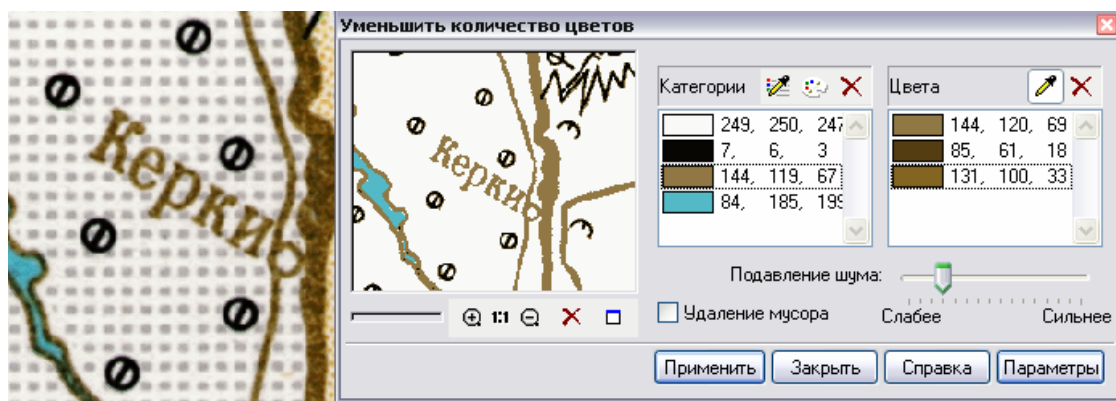 Керки
Уменьшить количество цветов
Керки
1:1
Категории
249, 250, 247
7, 6, 3
144, 119, 67
84, 185, 199
Цвета
144, 120, 69
85, 61, 18
131, 100, 33
Подавление шума:
Удаление мусора
Слабее
Сильнее
Применить
Закрыть
Справка
Параметры